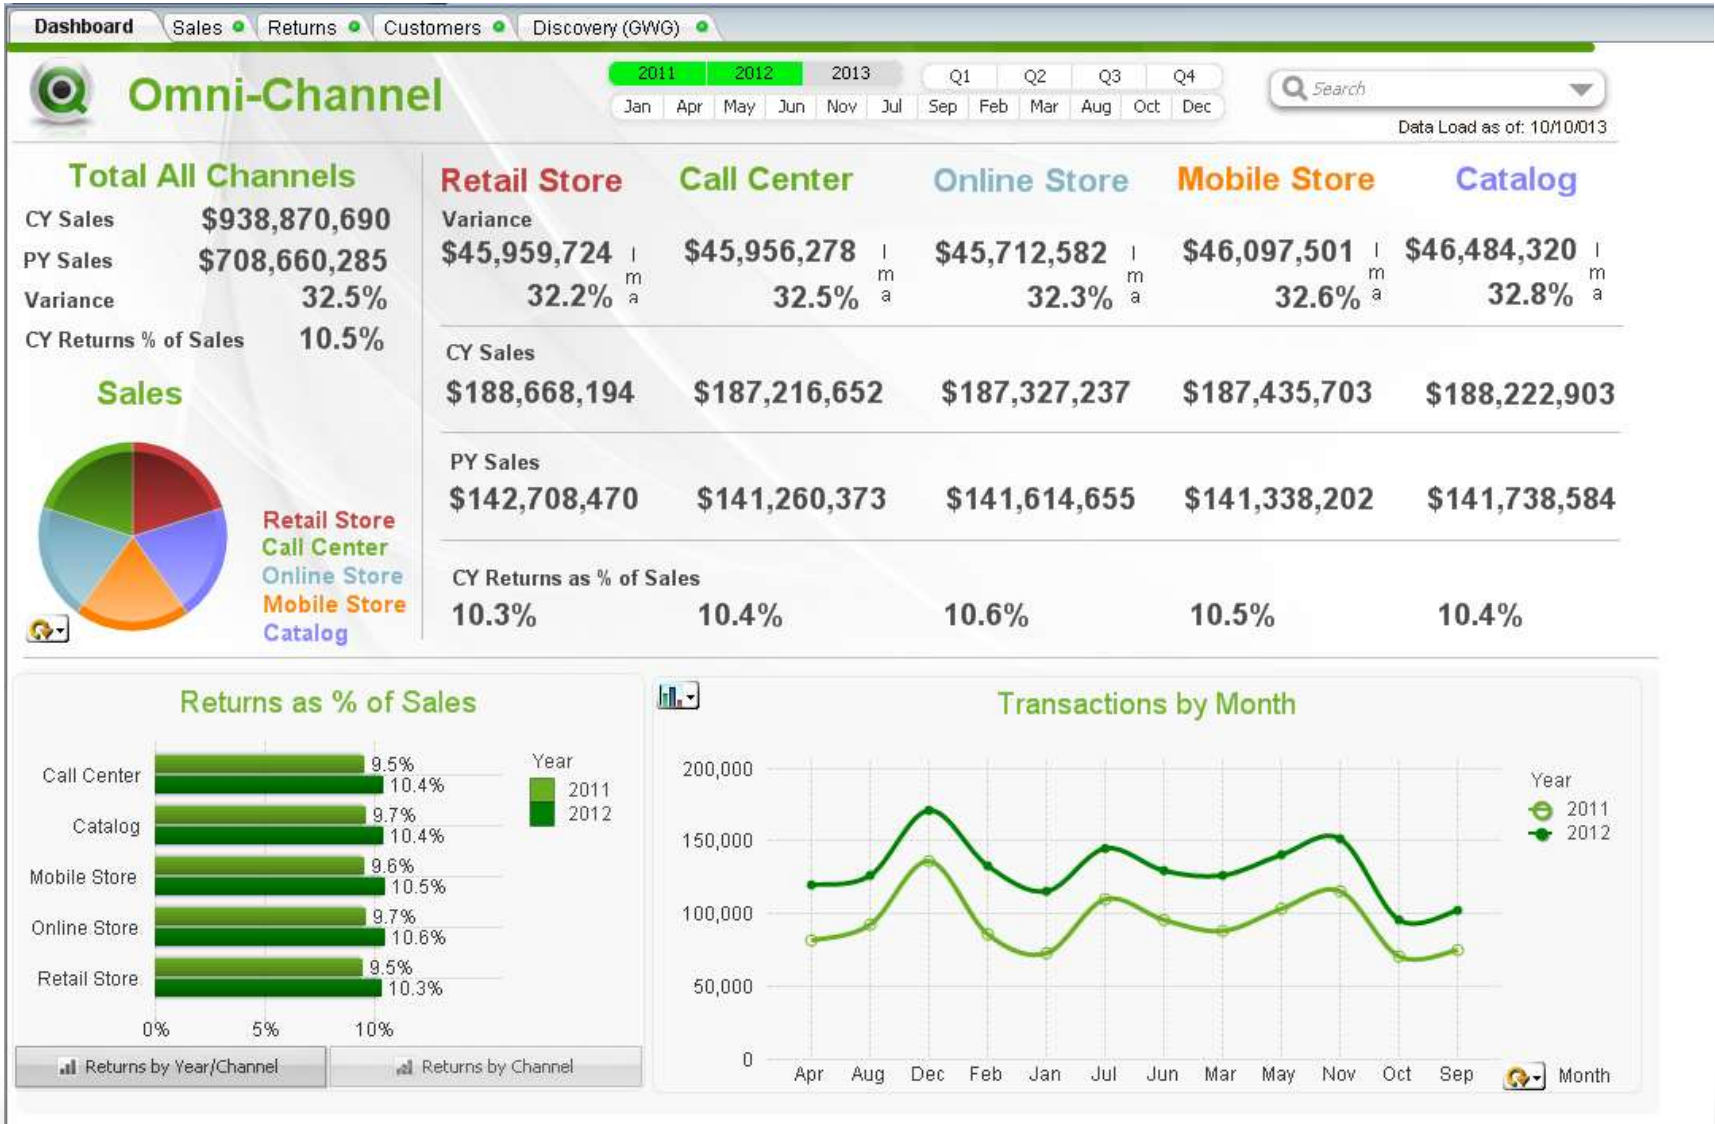 Dashboard Sales Returns Customers Discovery (GWG)
Omni-Channel
2011 2012 2013 Q1 Q2 Q3 Q4
Jan Apr May Jun Nov Jul Sep Feb Mar Aug Oct Dec
Search
Data Load as of: 10/10/013
Total All Channels
CY Sales $938,870,690
PY Sales $708,660,285
Variance 32.5%
CY Returns % of Sales 10.5%
Retail Store Call Center Online Store Mobile Store Catalog
Variance
$45,959,724 I $45,956,278 I $45,712,582 I $46,097,501 I $46,484,320 I
m m m m m
32.2% a 32.5% a 32.3% a 32.6% a 32.8% a
CY Sales
$188,668,194 $187,216,652 $187,327,237 $187,435,703 $188,222,903
PY Sales
$142,708,470 $141,260,373 $141,614,655 $141,338,202 $141,738,584
CY Returns as % of Sales
10.3% 10.4% 10.6% 10.5% 10.4%
Sales
Retail Store
Call Center
Online Store
Mobile Store
Catalog
Returns as % of Sales
Call Center 9.5%
10.4%
Catalog 9.7%
10.4%
Mobile Store 9.6%
10.5%
Online Store 9.7%
10.6%
Retail Store 9.5%
10.3%
0% 5% 10%
Year
2011
2012
Returns by Year/Channel Returns by Channel
Transactions by Month
200,000
150,000
100,000
50,000
0
Apr Aug Dec Feb Jan Jul Jun Mar May Nov Oct Sep Month
Year
2011
2012